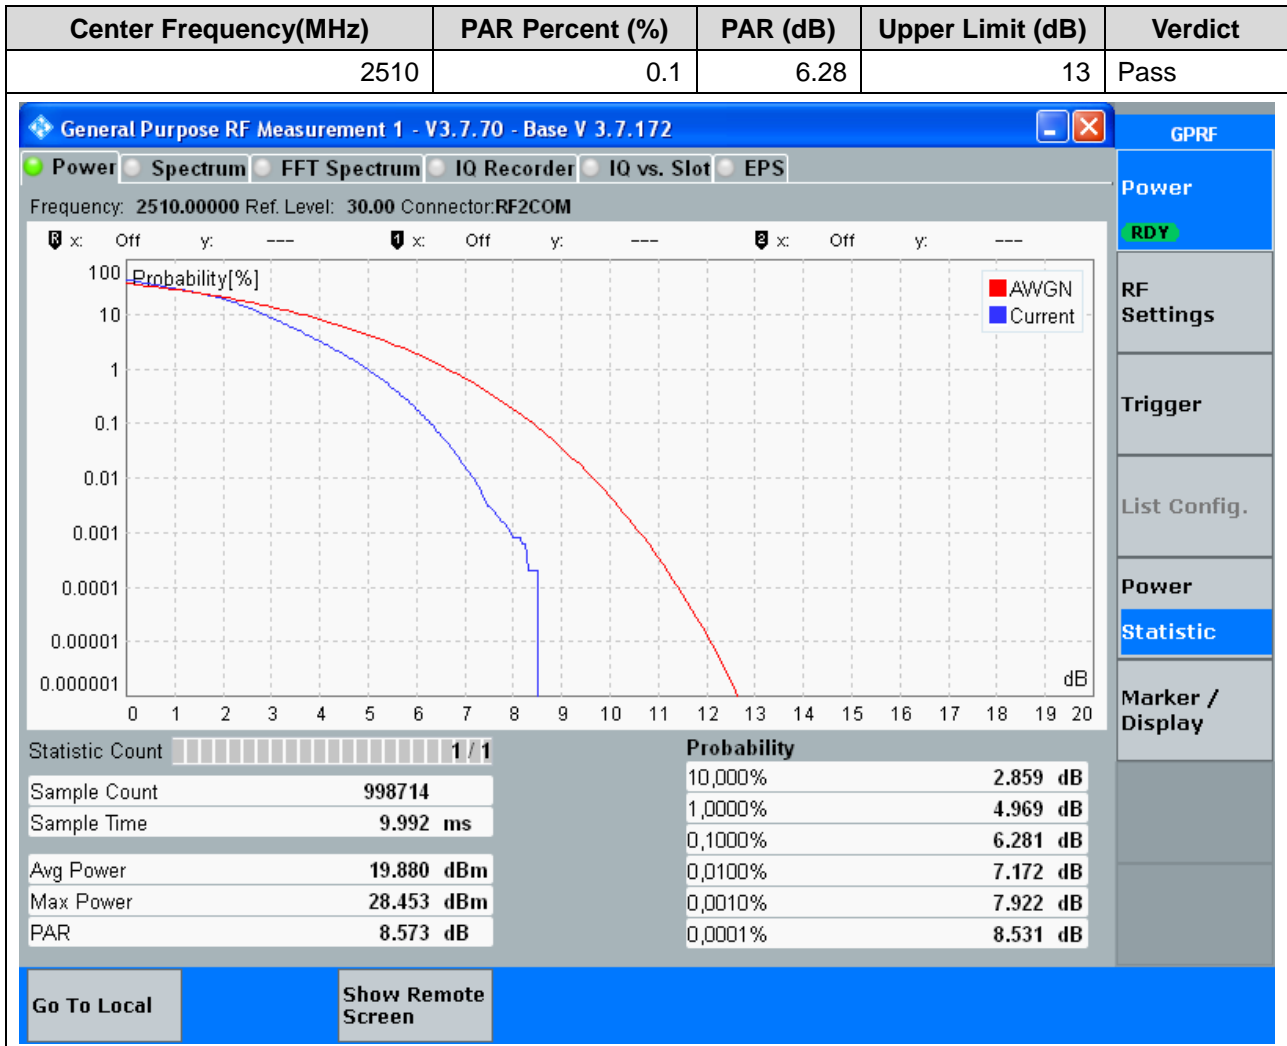 Center Frequency(MHz) PAR Percent (%) PAR (dB) Upper Limit (dB) Verdict
2510 0.1 6.28 13 Pass
General Purpose RF Measurement 1 - V3.7.70 - Base V 3.7.172
GPRF
Power Spectrum FFT Spectrum IQ Recorder IQ vs. Slot EPS
Power
RDY
Frequency: 2510.00000 Ref. Level: 30.00 Connector:RF2COM
R x: Off y: --- 1 x: Off y: --- 2 x: Off y: ---
Probability[%]
AWGN
Current
100
10
1
0.1
0.01
0.001
0.0001
0.00001
0.000001
dB
0 1 2 3 4 5 6 7 8 9 10 11 12 13 14 15 16 17 18 19 20
RF
Settings
Trigger
List Config.
Power
Statistic
Marker /
Display
Statistic Count 1 / 1
Sample Count 998714
Sample Time 9.992 ms
Avg Power 19.880 dBm
Max Power 28.453 dBm
PAR 8.573 dB
Probability
10,000% 2.859 dB
1,0000% 4.969 dB
0,1000% 6.281 dB
0,0100% 7.172 dB
0,0010% 7.922 dB
0,0001% 8.531 dB
Go To Local
Show Remote
Screen